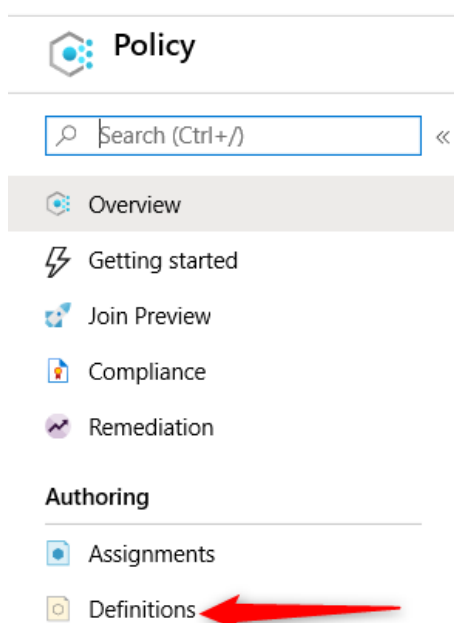 Policy
Search (Ctrl+/)
Overview
Getting started
Join Preview
Compliance
Remediation
Authoring
Assignments
Definitions